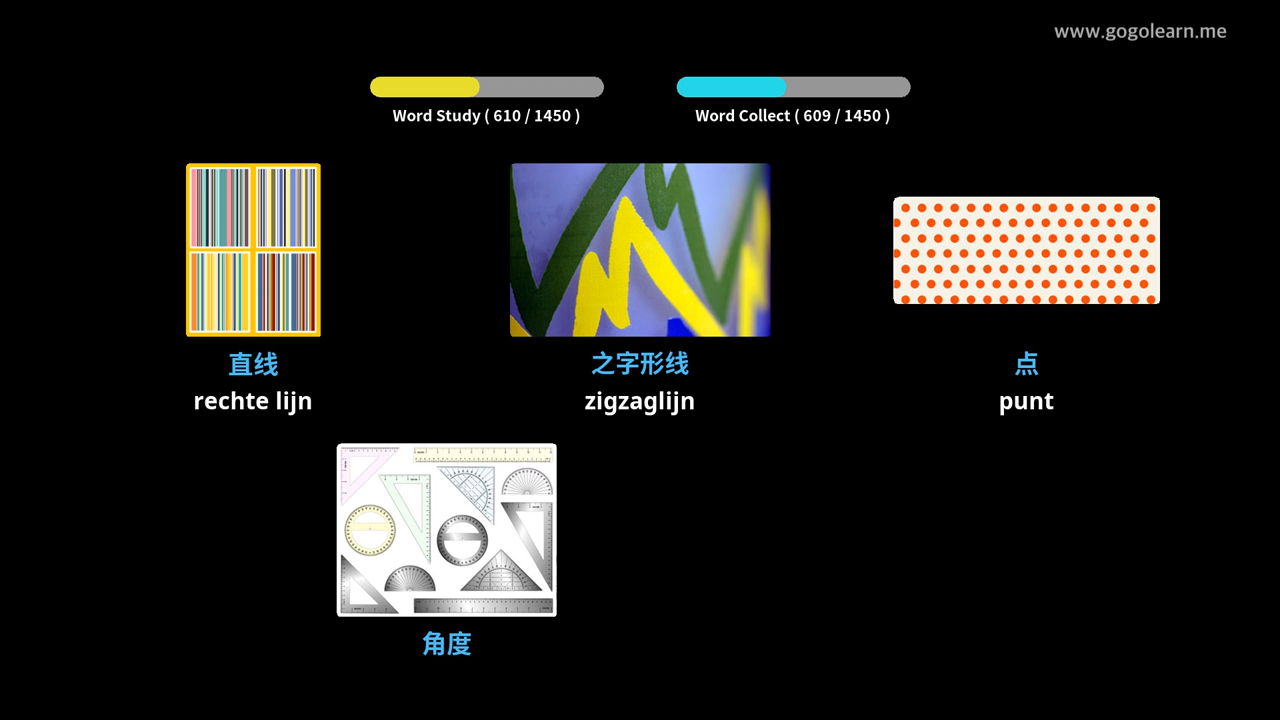 www.gogolearn.me
Word Study ( 610 / 1450 )
Word Collect ( 609 / 1450 )
直线
rechte lijn
之字形线
zigzaglijn
点
punt
角度